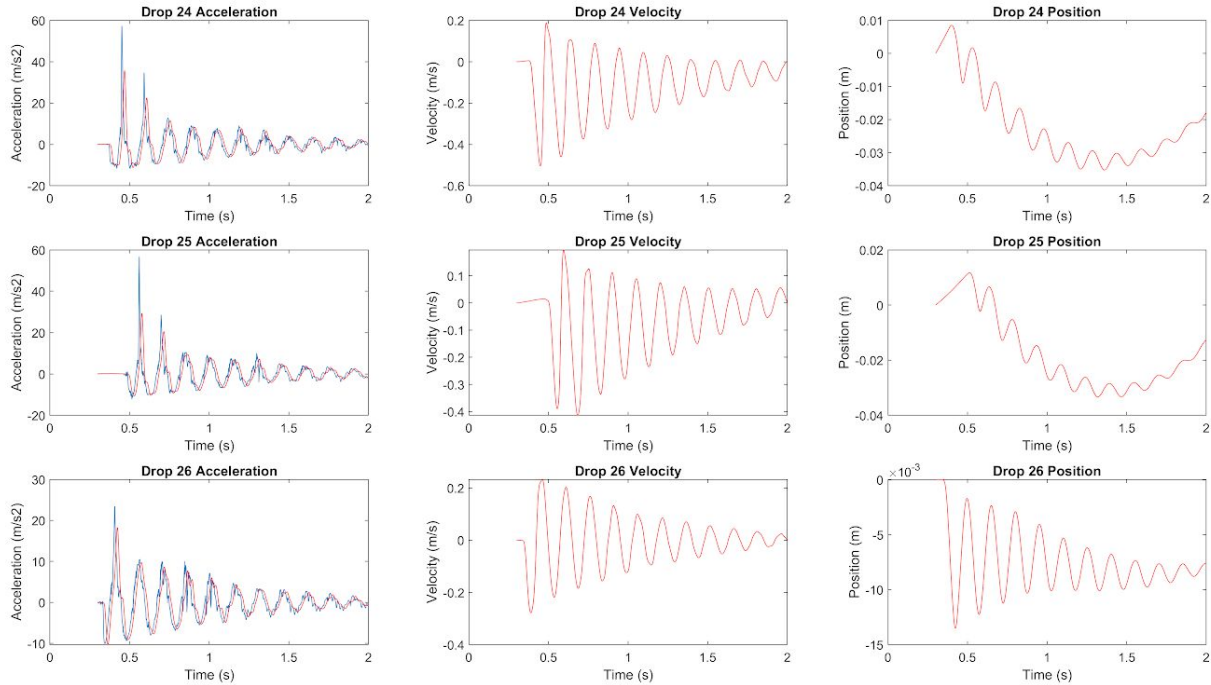 Drop 24 Acceleration
60
40
20
0
-20
Acceleration (m/s2)
0 0.5 1 1.5 2
Time (s)
Drop 24 Velocity
0.2
0
-0.2
-0.4
-0.6
Velocity (m/s)
0 0.5 1 1.5 2
Time (s)
Drop 24 Position
0.01
0
-0.01
-0.02
-0.03
-0.04
Position (m)
0 0.5 1 1.5 2
Time (s)
Drop 25 Acceleration
60
40
20
0
-20
Acceleration (m/s2)
0 0.5 1 1.5 2
Time (s)
Drop 25 Velocity
0.1
0
-0.1
-0.2
-0.3
-0.4
Velocity (m/s)
0 0.5 1 1.5 2
Time (s)
Drop 25 Position
0.02
0
-0.02
-0.04
Position (m)
0 0.5 1 1.5 2
Time (s)
Drop 26 Acceleration
30
20
10
0
-10
Acceleration (m/s2)
0 0.5 1 1.5 2
Time (s)
Drop 26 Velocity
0.2
0
-0.2
-0.4
Velocity (m/s)
0 0.5 1 1.5 2
Time (s)
Drop 26 Position
×10-3
0
-5
-10
-15
Position (m)
0 0.5 1 1.5 2
Time (s)